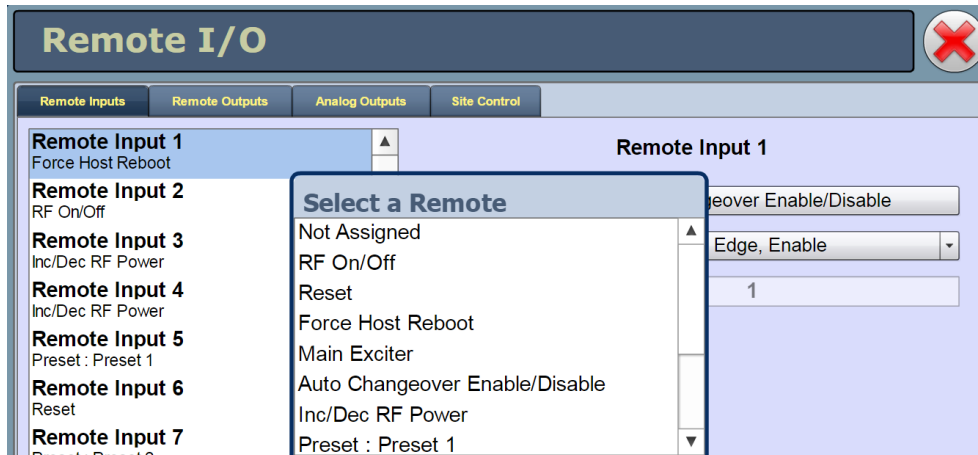 Remote I/O
Remote Inputs Remote Outputs Analog Outputs Site Control
Remote Input 1
Force Host Reboot
Remote Input 2
RF On/Off
Remote Input 3
Inc/Dec RF Power
Remote Input 4
Inc/Dec RF Power
Remote Input 5
Preset : Preset 1
Remote Input 6
Reset
Remote Input 7
Select a Remote
Not Assigned
RF On/Off
Reset
Force Host Reboot
Main Exciter
Auto Changeover Enable/Disable
Inc/Dec RF Power
Preset : Preset 1
Remote Input 1
Enable/Disable
Edge, Enable
1